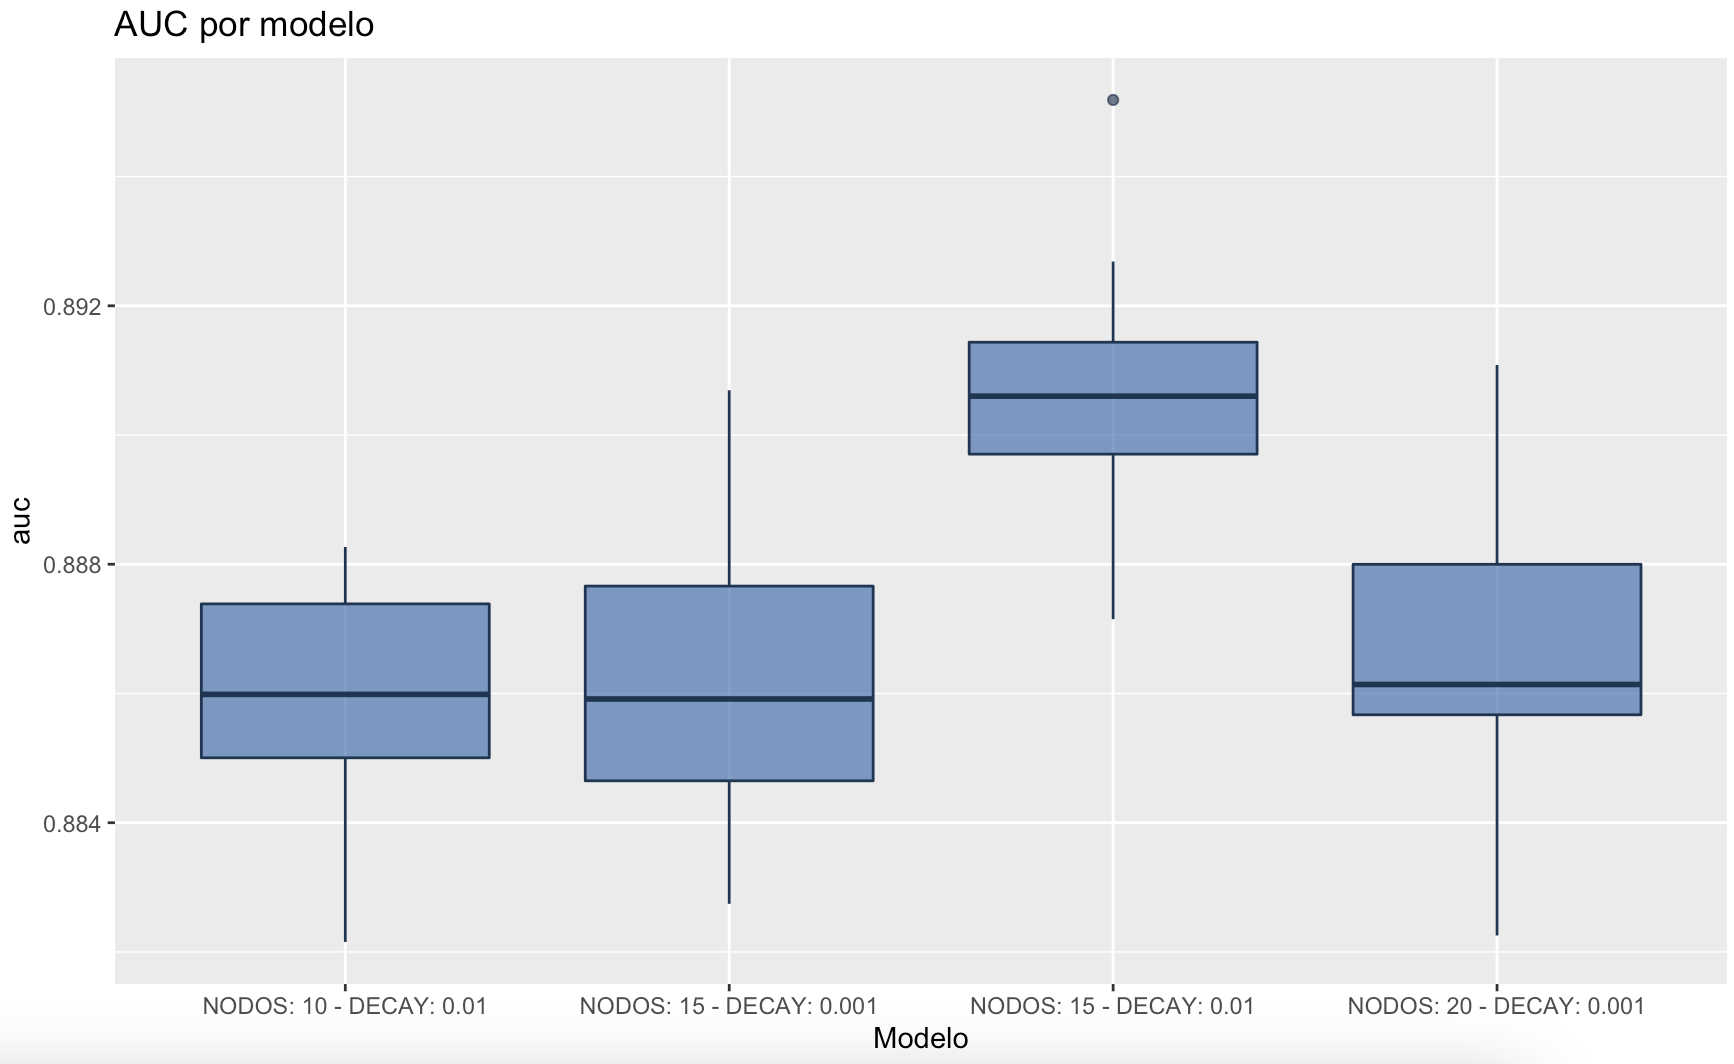 AUC por modelo
auc
0.892
0.888
0.884
NODOS: 10 - DECAY: 0.01
NODOS: 15 - DECAY: 0.001
NODOS: 15 - DECAY: 0.01
NODOS: 20 - DECAY: 0.001
Modelo